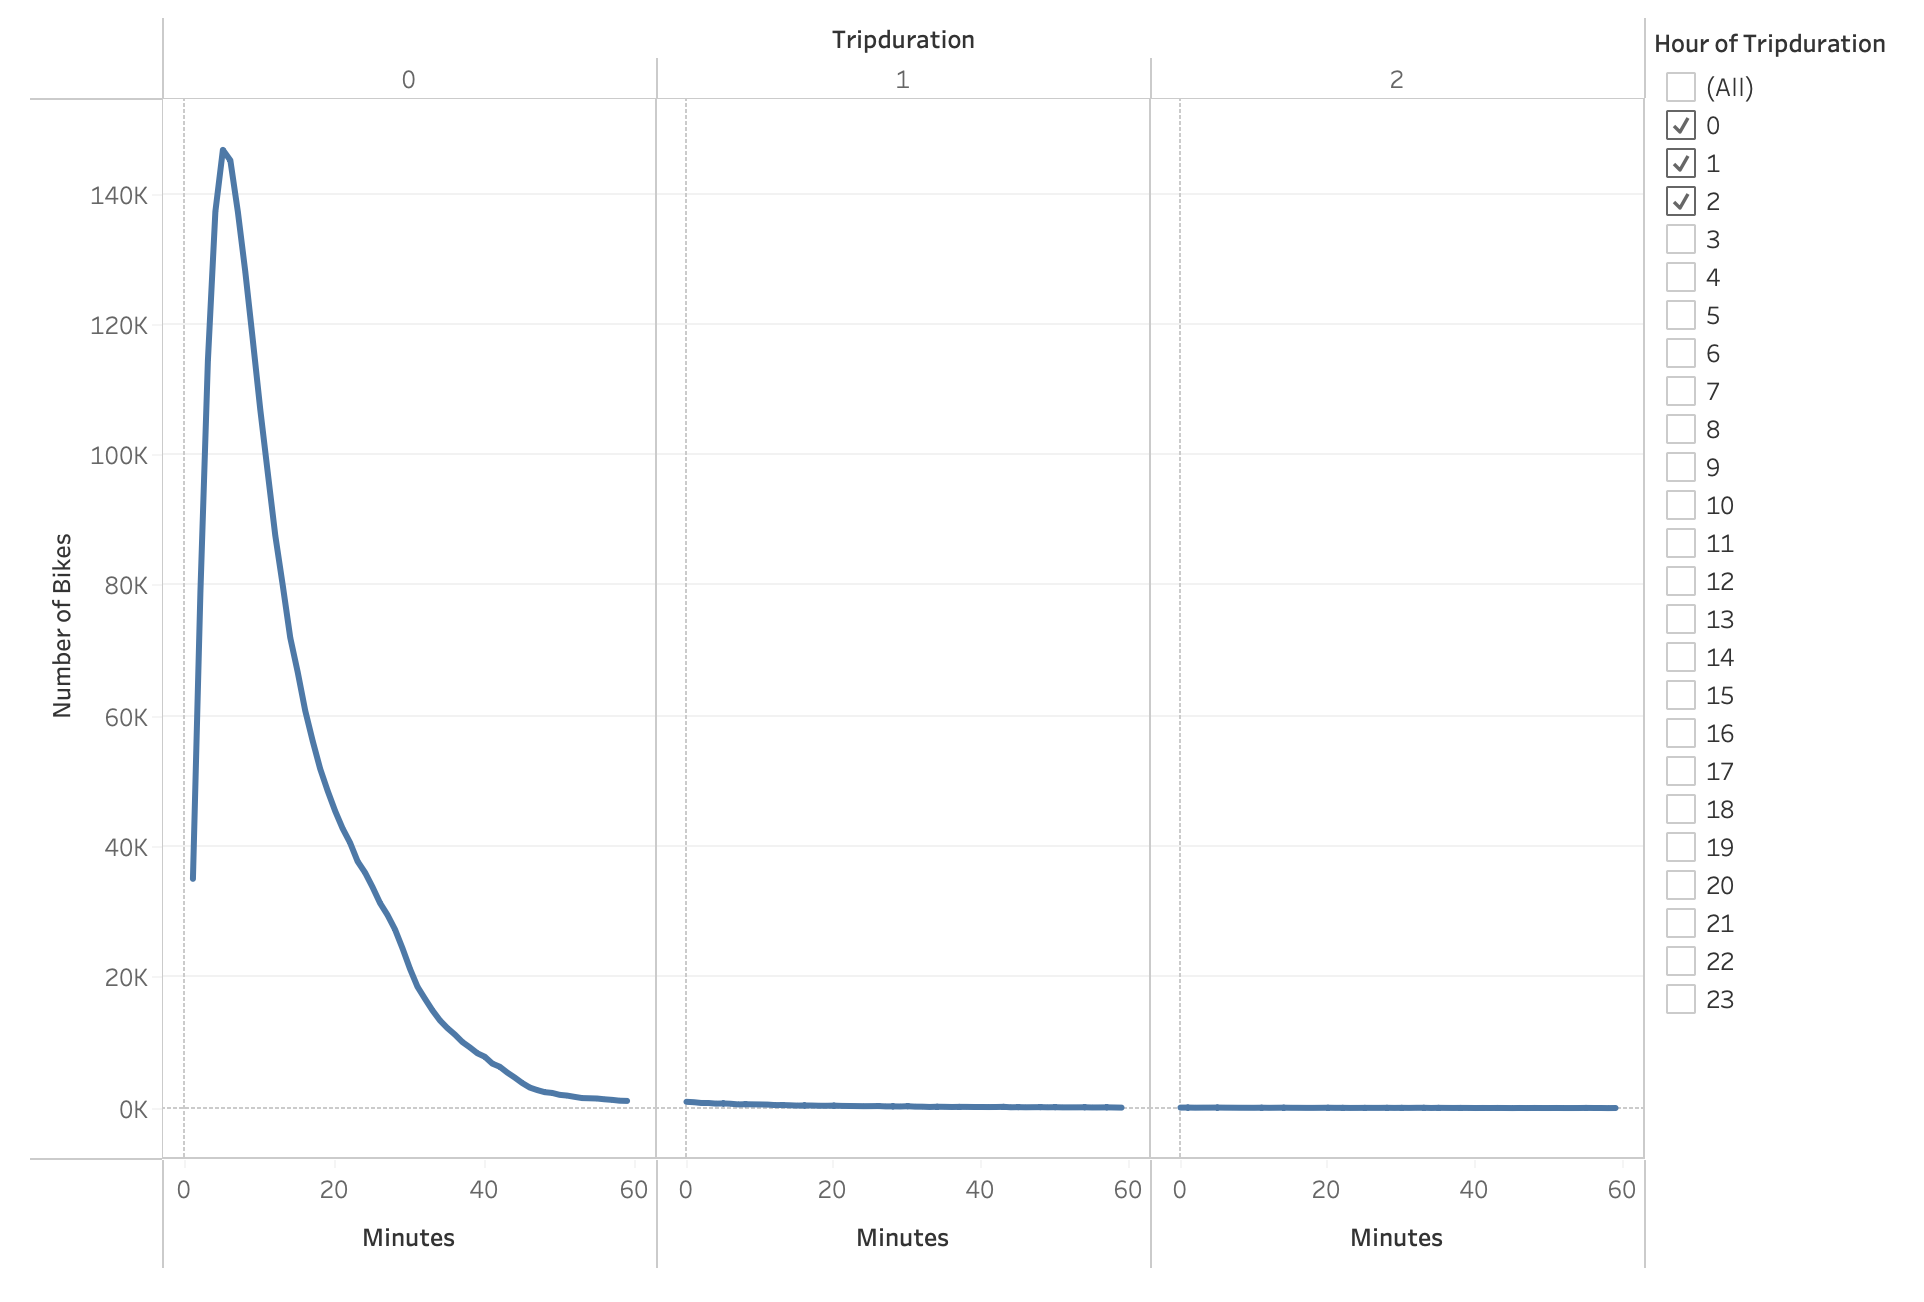 Tripduration
0 1 2
140K
120K
100K
80K
60K
40K
20K
0K
Number of Bikes
0 20 40 60 0 20 40 60 0 20 40 60
Minutes Minutes Minutes
Hour of Tripduration
(All)
0
1
2
3
4
5
6
7
8
9
10
11
12
13
14
15
16
17
18
19
20
21
22
23